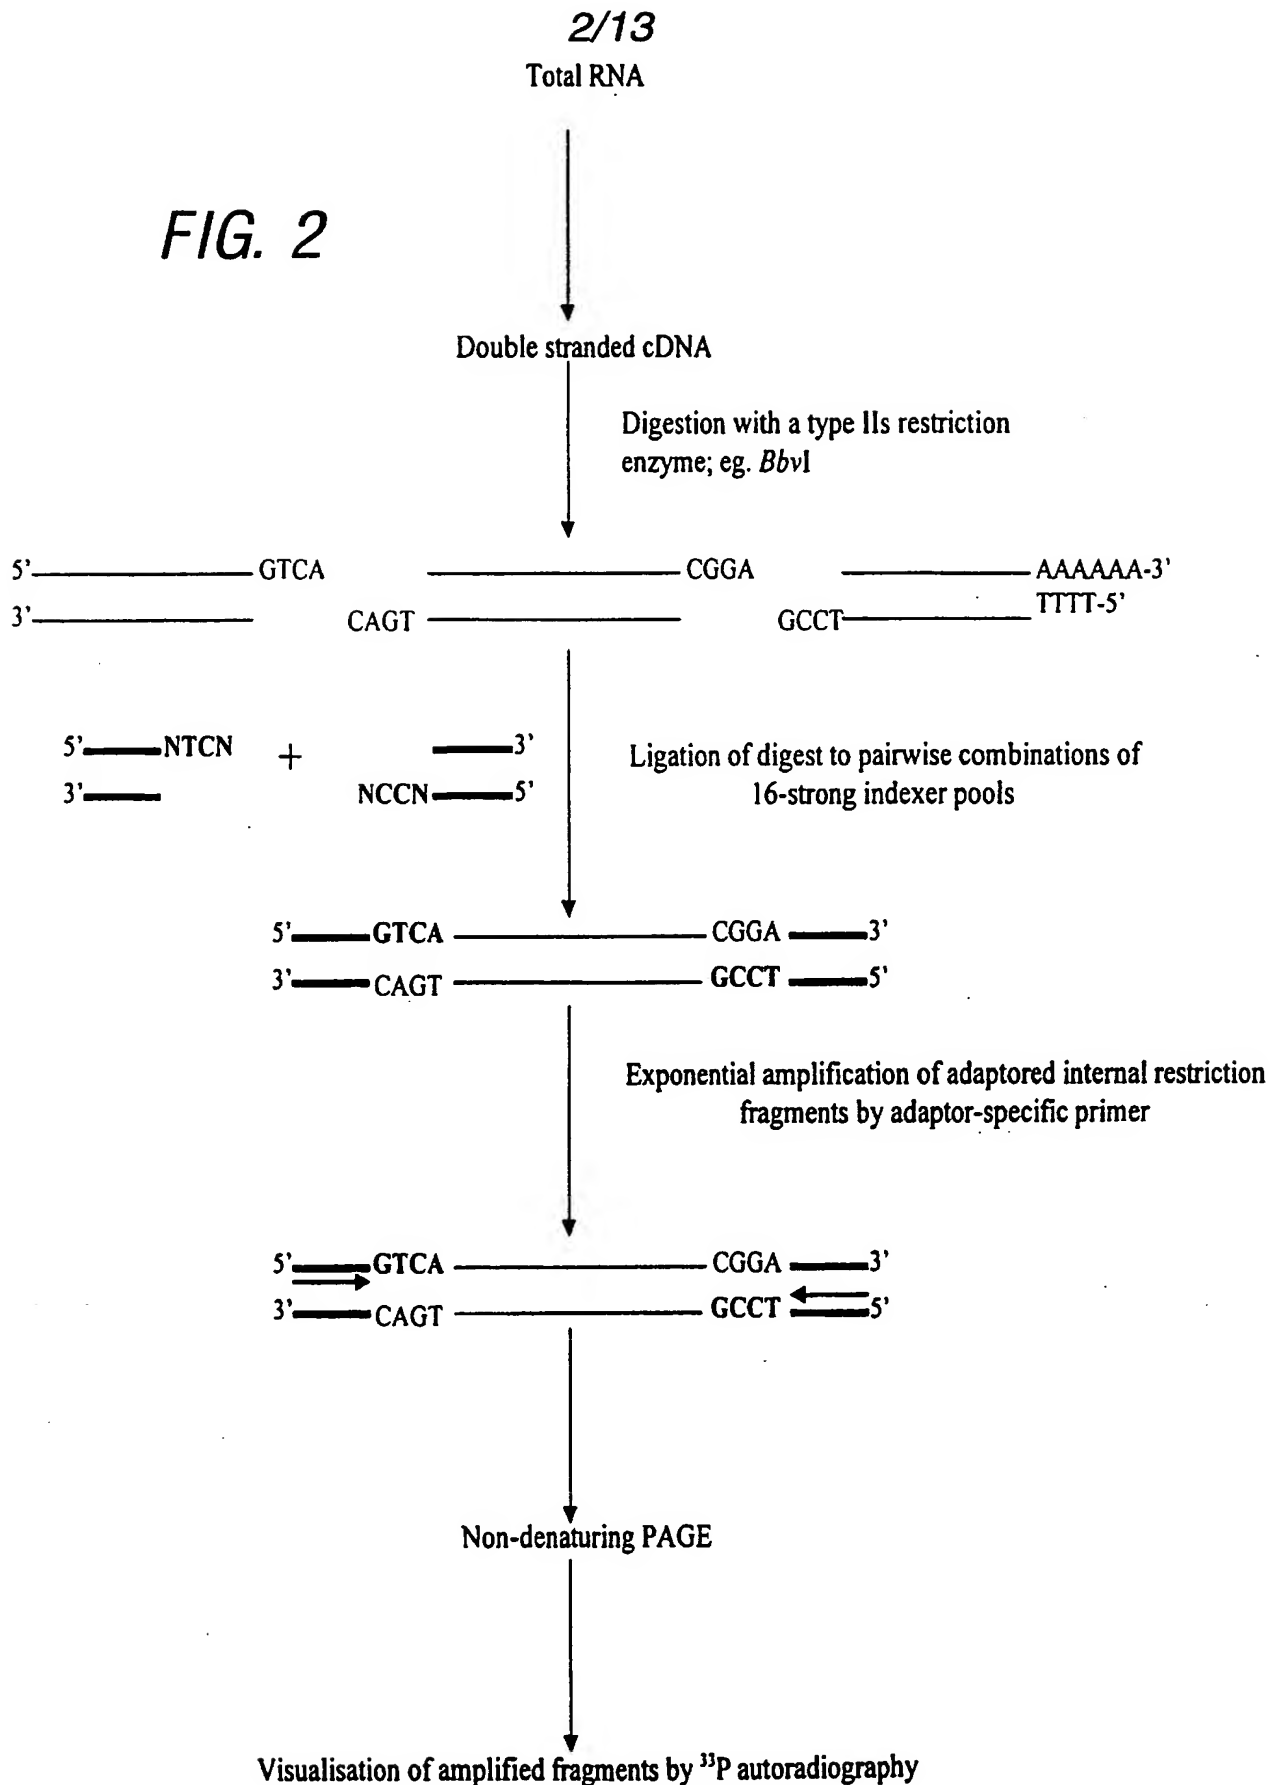 2/13
Total RNA
FIG. 2
Double stranded cDNA
Digestion with a type IIs restriction
enzyme; eg. BbvI
5' GTCA CGGA AAAAAA-3'
TTTT-5'
3' CAGT GCCT
5' NTCN + 3'
3' NCCN 5'
Ligation of digest to pairwise combinations of
16-strong indexer pools
5' GTCA CGGA 3'
3' CAGT GCCT 5'
Exponential amplification of adaptored internal restriction
fragments by adaptor-specific primer
5' GTCA CGGA 3'
3' CAGT GCCT 5'
Non-denaturing PAGE
Visualisation of amplified fragments by ³³P autoradiography